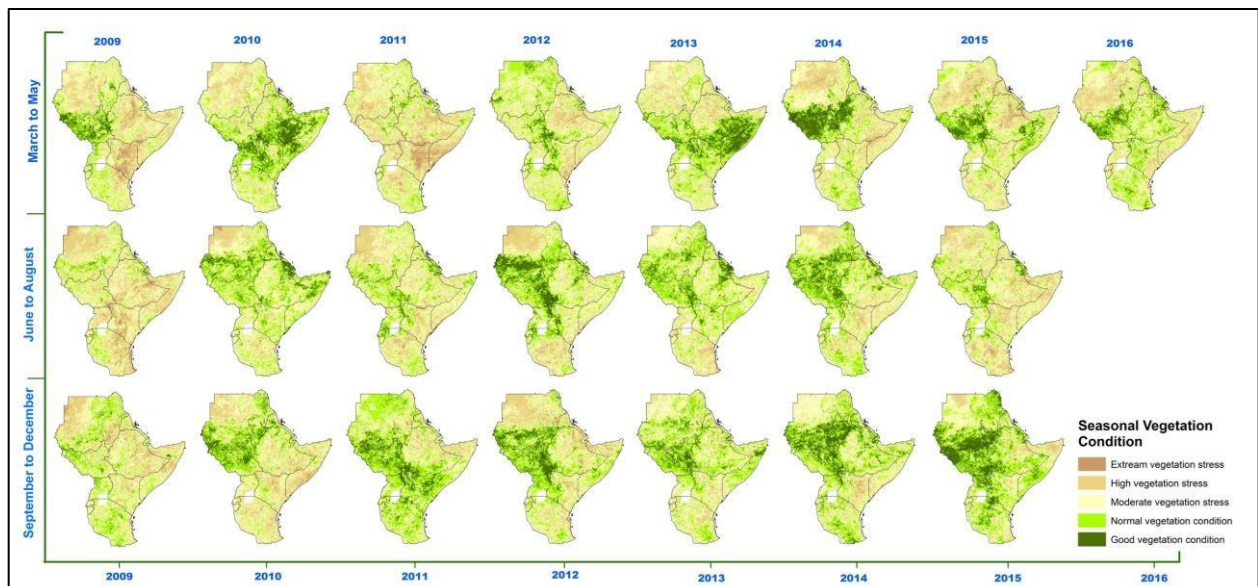 2009 2010 2011 2012 2013 2014 2015 2016
March to May
June to August
September to December
Seasonal Vegetation
Condition
Extream vegetation stress
High vegetation stress
Moderate vegetation stress
Normal vegetation condition
Good vegetation condition
2009 2010 2011 2012 2013 2014 2015 2016